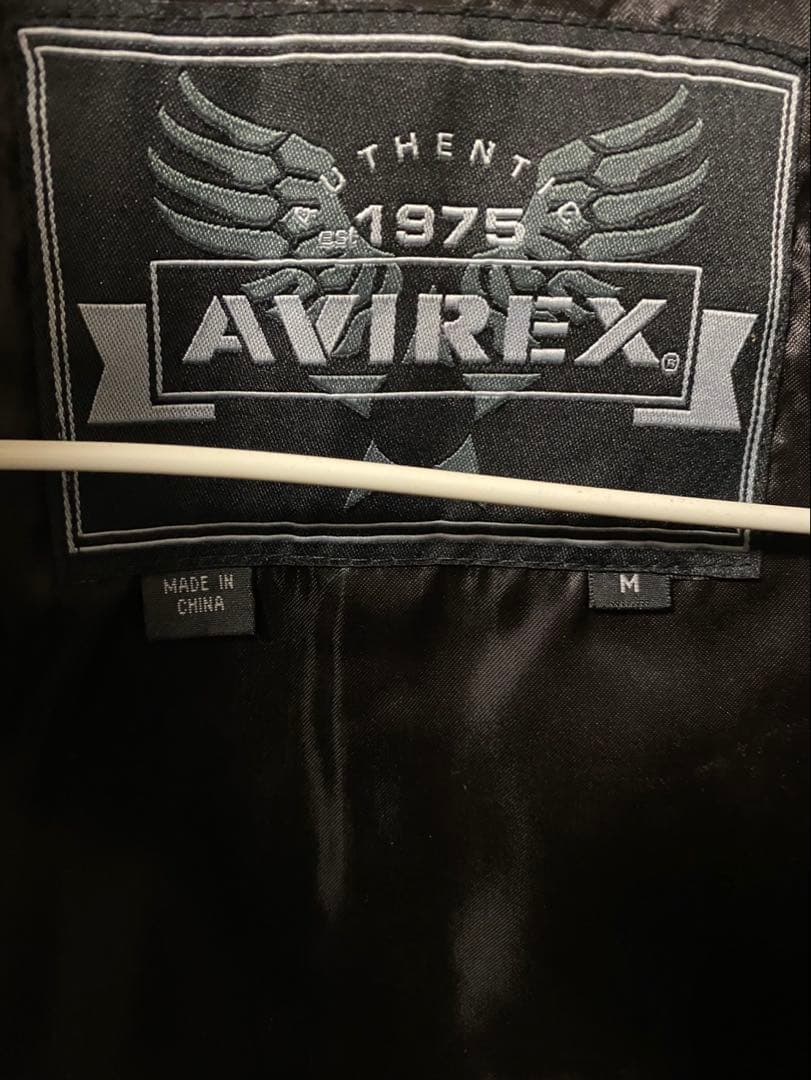 AUTHENTIC
EST. 1975
AVIREX®
MADE IN
CHINA
M